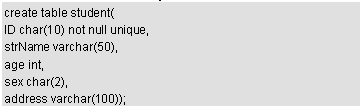 create table student(
ID char(10) not null unique,
strName varchar(50),
age int,
sex char(2),
address varchar(100));